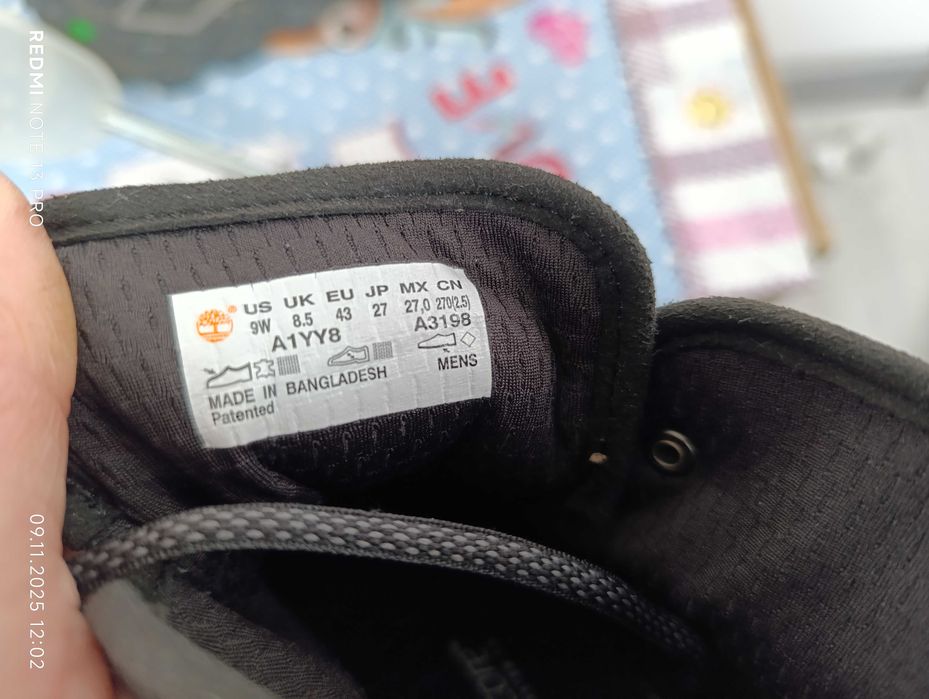 US UK EU JP MX CN
9W 8.5 43 27 27,0 270(2.5)
A1YY8 A3198
MENS
MADE IN BANGLADESH
Patented
REDMI NOTE 13 PRO
09.11.2025 12:02